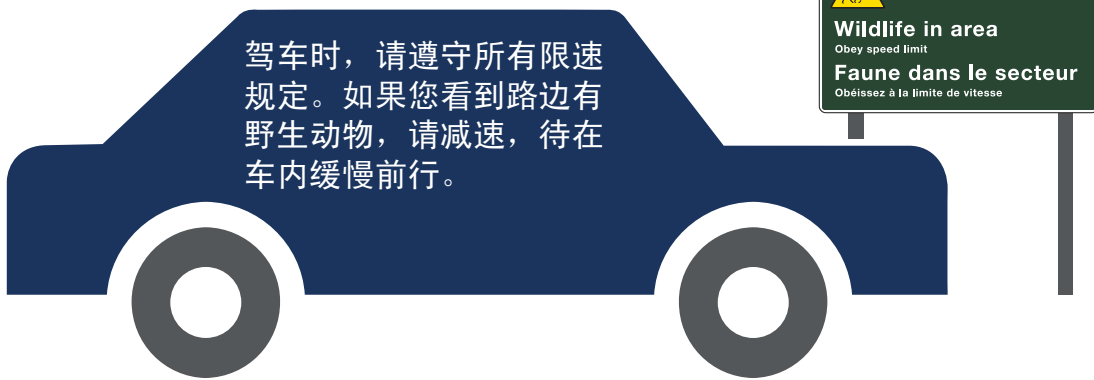 驾车时，请遵守所有限速
规定。如果您看到路边有
野生动物，请减速，待在
车内缓慢前行。
Wildlife in area
Obey speed limit
Faune dans le secteur
Obéissez à la limite de vitesse